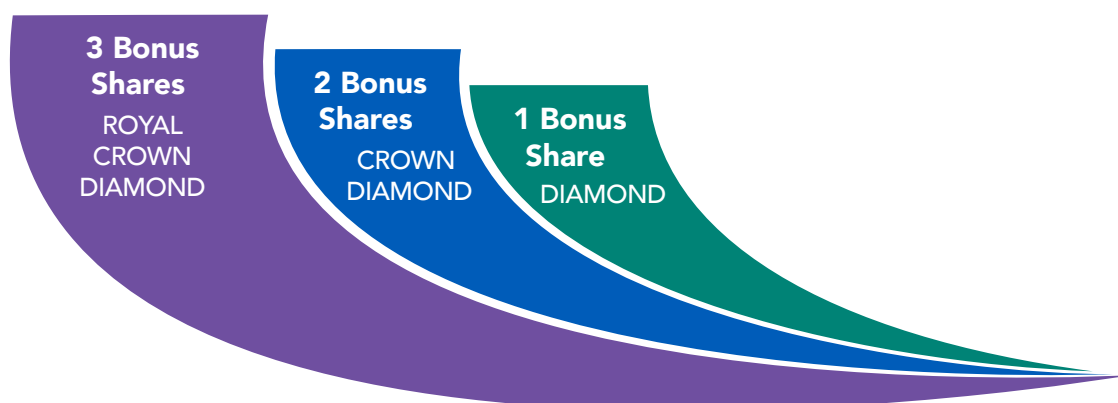 3 Bonus
Shares
ROYAL
CROWN
DIAMOND
2 Bonus
Shares
CROWN
DIAMOND
1 Bonus
Share
DIAMOND